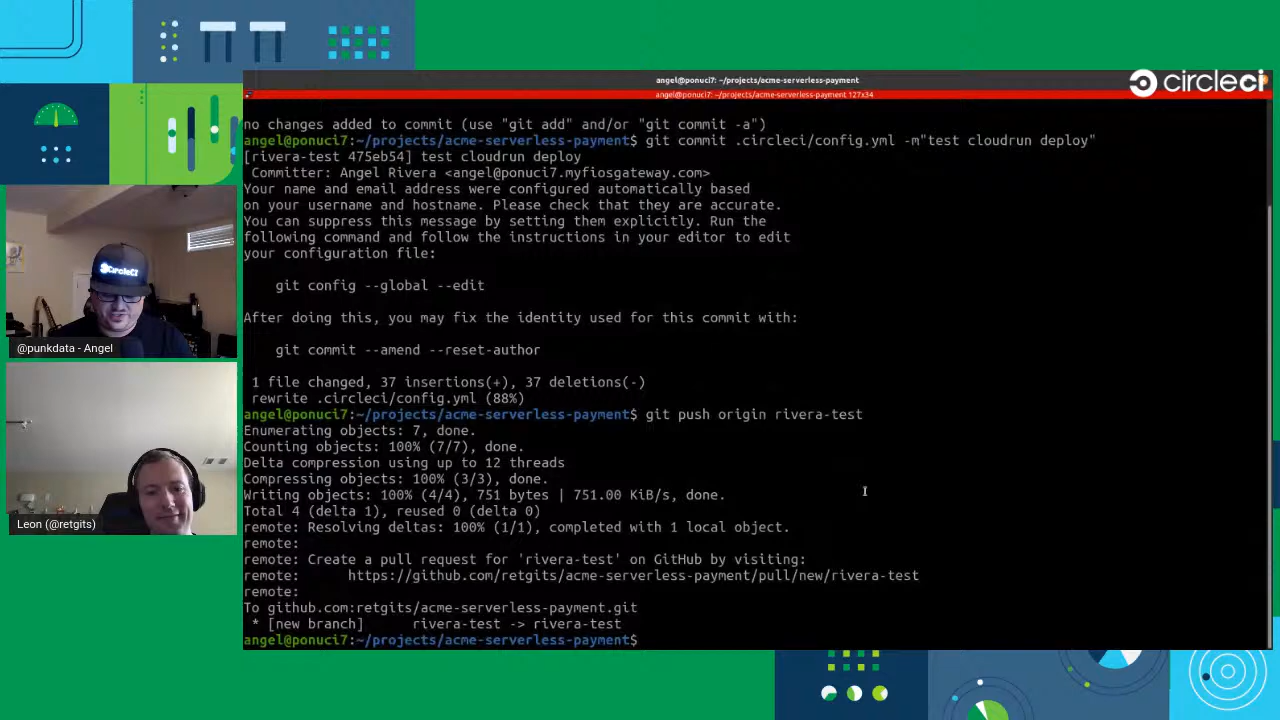 angel@ponuci7: ~/projects/acme-serverless-payment
angel@ponuci7: ~/projects/acme-serverless-payment 127x34
circleci
no changes added to commit (use "git add" and/or "git commit -a")
angel@ponuci7:~/projects/acme-serverless-payment$ git commit .circleci/config.yml -m"test cloudrun deploy"
[rivera-test 475eb54] test cloudrun deploy
Committer: Angel Rivera <angel@ponuci7.myfiosgateway.com>
Your name and email address were configured automatically based
on your username and hostname. Please check that they are accurate.
You can suppress this message by setting them explicitly. Run the
following command and follow the instructions in your editor to edit
your configuration file:
git config --global --edit
After doing this, you may fix the identity used for this commit with:
git commit --amend --reset-author
1 file changed, 37 insertions(+), 37 deletions(-)
rewrite .circleci/config.yml (88%)
angel@ponuci7:~/projects/acme-serverless-payment$ git push origin rivera-test
Enumerating objects: 7, done.
Counting objects: 100% (7/7), done.
Delta compression using up to 12 threads
Compressing objects: 100% (3/3), done.
Writing objects: 100% (4/4), 751 bytes | 751.00 KiB/s, done.
Total 4 (delta 1), reused 0 (delta 0)
remote: Resolving deltas: 100% (1/1), completed with 1 local object.
remote:
remote: Create a pull request for 'rivera-test' on GitHub by visiting:
remote: https://github.com/retgits/acme-serverless-payment/pull/new/rivera-test
remote:
To github.com:retgits/acme-serverless-payment.git
* [new branch] rivera-test -> rivera-test
angel@ponuci7:~/projects/acme-serverless-payment$
CircleCI
@punkdata - Angel
Leon (@retgits)